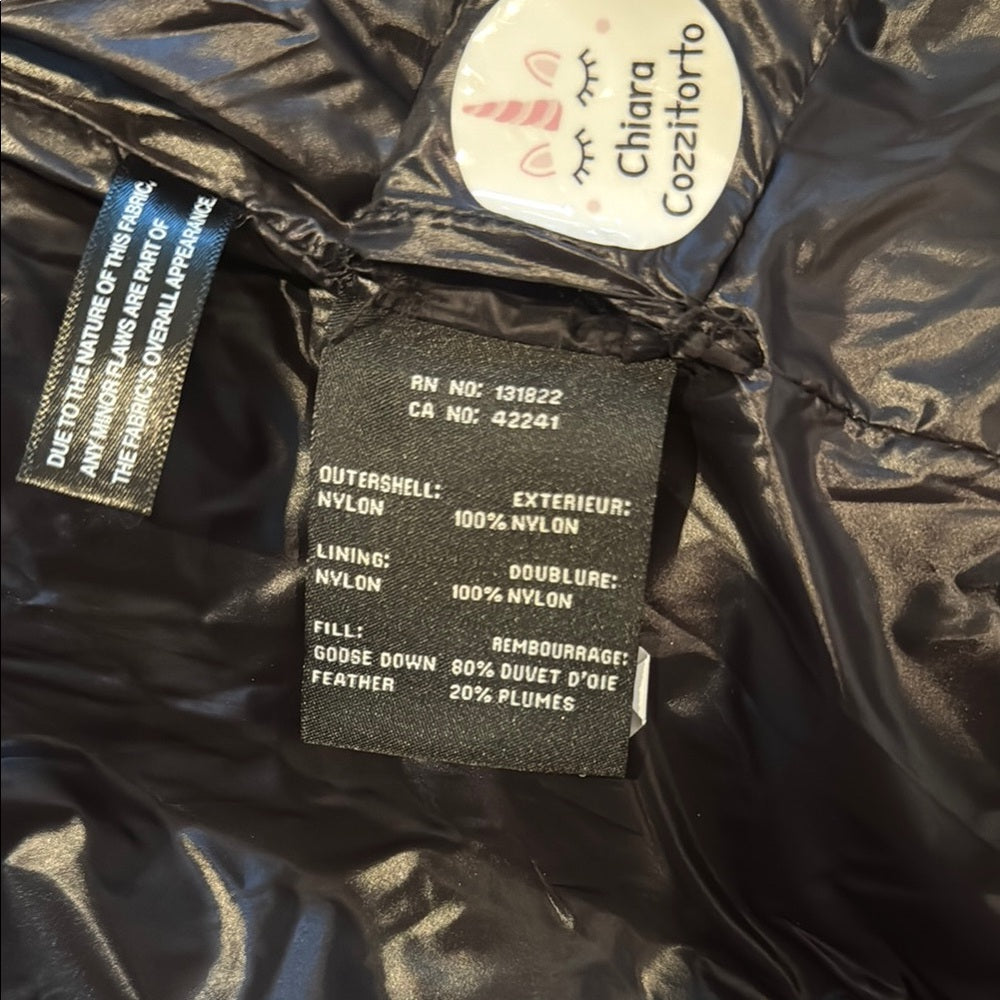 Chiara
Cozzitorto
DUE TO THE NATURE OF THIS FABRIC,
ANY MINOR FLAWS ARE PART OF
THE FABRIC'S OVERALL APPEARANCE
RN NO: 131822
CA NO: 42241
OUTERSHELL: EXTERIEUR:
NYLON 100% NYLON
LINING: DOUBLURE:
NYLON 100% NYLON
FILL: REMBOURRAGE:
GOOSE DOWN 80% DUVET D'OIE
FEATHER 20% PLUMES